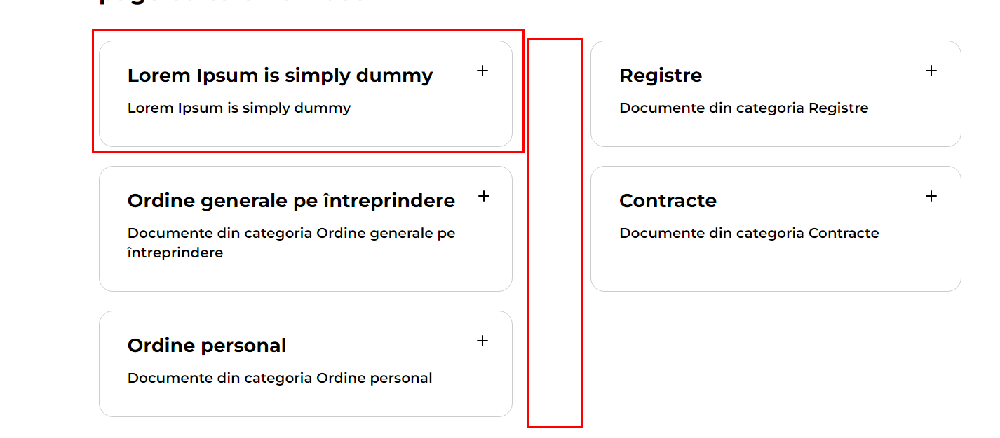 Lorem Ipsum is simply dummy
Lorem Ipsum is simply dummy
Registre
Documente din categoria Registre
Ordine generale pe întreprindere
Documente din categoria Ordine generale pe
întreprindere
Contracte
Documente din categoria Contracte
Ordine personal
Documente din categoria Ordine personal